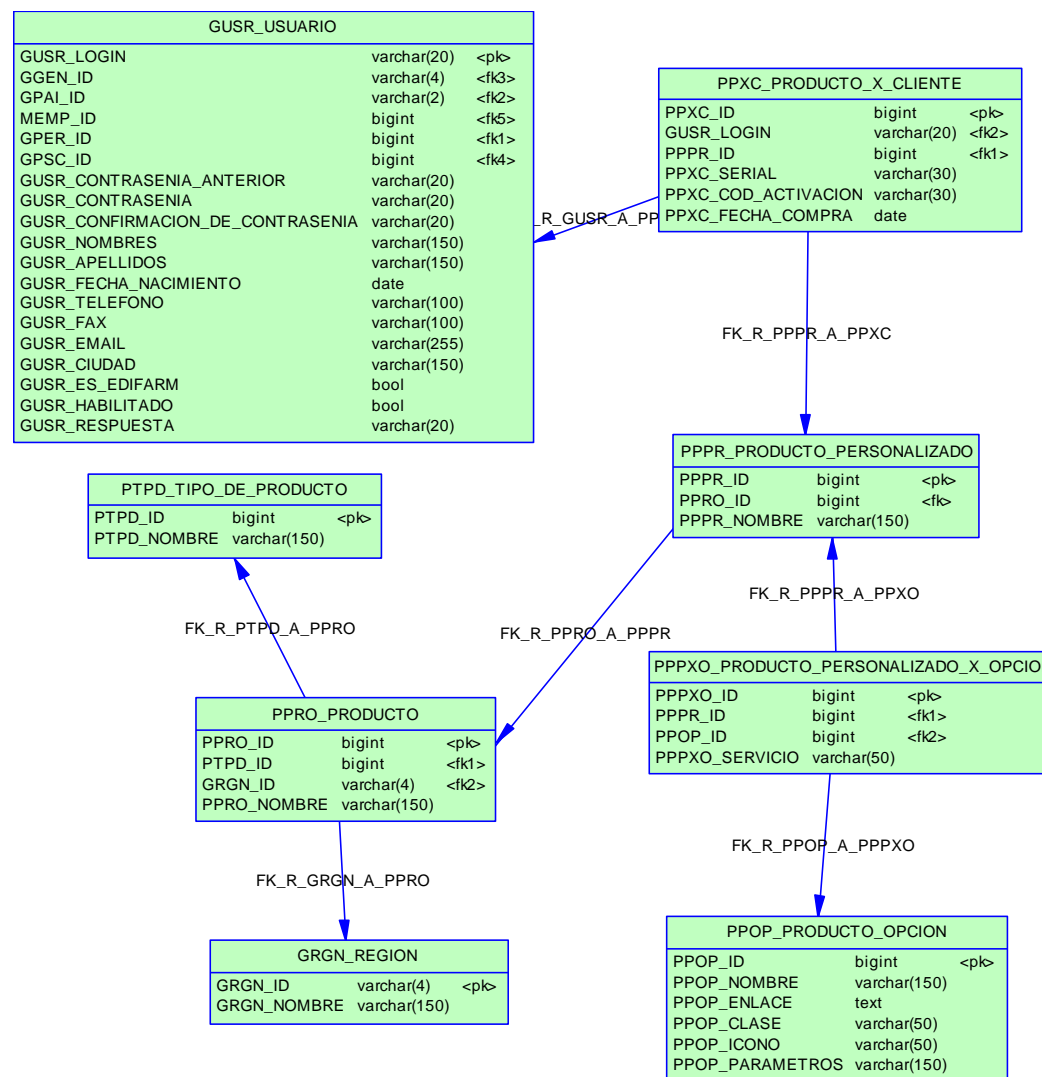 GUSR_USUARIO
GUSR_LOGIN varchar(20) <pk>
GGEN_ID varchar(4) <fk3>
GPAI_ID varchar(2) <fk2>
MEMP_ID bigint <fk5>
GPER_ID bigint <fk1>
GPSC_ID bigint <fk4>
GUSR_CONTRASENIA_ANTERIOR varchar(20)
GUSR_CONTRASENIA varchar(20)
GUSR_CONFIRMACION_DE_CONTRASENIA varchar(20)
GUSR_NOMBRES varchar(150)
GUSR_APELLIDOS varchar(150)
GUSR_FECHA_NACIMIENTO date
GUSR_TELEFONO varchar(100)
GUSR_FAX varchar(100)
GUSR_EMAIL varchar(255)
GUSR_CIUDAD varchar(150)
GUSR_ES_EDIFARM bool
GUSR_HABILITADO bool
GUSR_RESPUESTA varchar(20)
PPXC_PRODUCTO_X_CLIENTE
PPXC_ID bigint <pk>
GUSR_LOGIN varchar(20) <fk2>
PPPR_ID bigint <fk1>
PPXC_SERIAL varchar(30)
PPXC_COD_ACTIVACION varchar(30)
PPXC_FECHA_COMPRA date
_R_GUSR_A_PP
FK_R_PPPR_A_PPXC
PPPR_PRODUCTO_PERSONALIZADO
PPPR_ID bigint <pk>
PPRO_ID bigint <fk>
PPPR_NOMBRE varchar(150)
PTPD_TIPO_DE_PRODUCTO
PTPD_ID bigint <pk>
PTPD_NOMBRE varchar(150)
FK_R_PTPD_A_PPRO
FK_R_PPRO_A_PPPR
FK_R_PPPR_A_PPXO
PPPXO_PRODUCTO_PERSONALIZADO_X_OPCIO
PPPXO_ID bigint <pk>
PPPR_ID bigint <fk1>
PPOP_ID bigint <fk2>
PPPXO_SERVICIO varchar(50)
PPRO_PRODUCTO
PPRO_ID bigint <pk>
PTPD_ID bigint <fk1>
GRGN_ID varchar(4) <fk2>
PPRO_NOMBRE varchar(150)
FK_R_PPOP_A_PPPXO
FK_R_GRGN_A_PPRO
GRGN_REGION
GRGN_ID varchar(4) <pk>
GRGN_NOMBRE varchar(150)
PPOP_PRODUCTO_OPCION
PPOP_ID bigint <pk>
PPOP_NOMBRE varchar(150)
PPOP_ENLACE text
PPOP_CLASE varchar(50)
PPOP_ICONO varchar(50)
PPOP_PARAMETROS varchar(150)